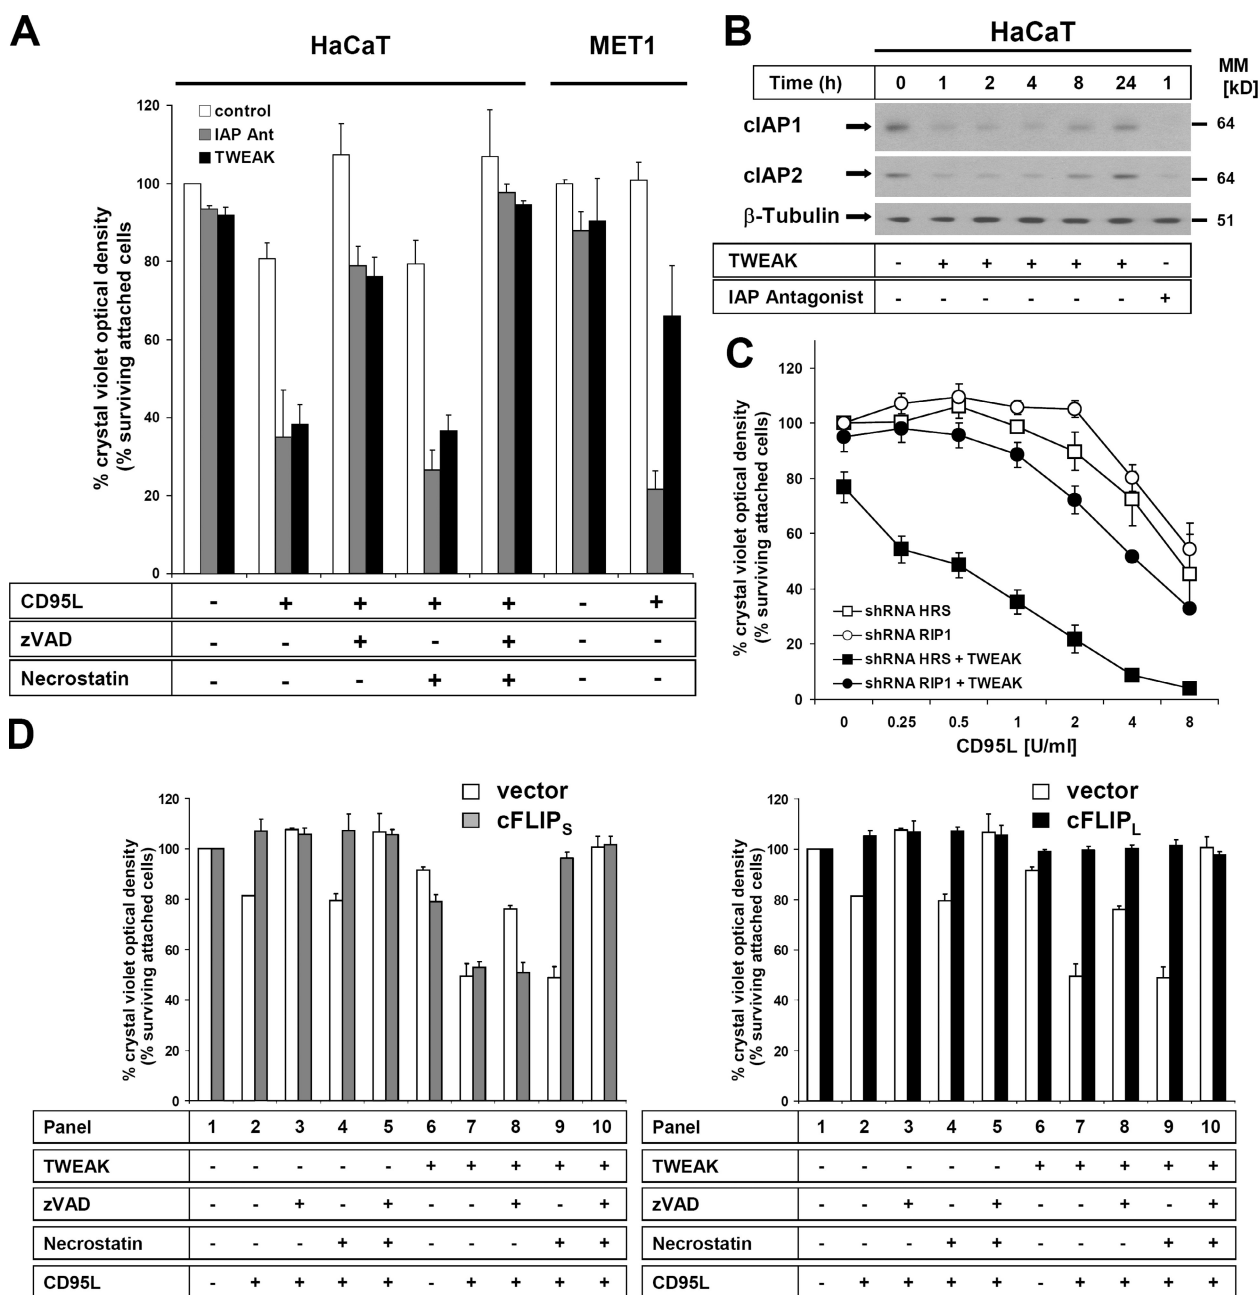 A
HaCaT
MET1
% crystal violet optical density
(% surviving attached cells
120
100
80
60
40
20
0
control
IAP Ant
TWEAK
CD95L - + + + + - +
zVAD - - + - + - -
Necrostatin - - - + + - -
B
HaCaT
Time (h) 0 1 2 4 8 24 1
MM
[kD]
cIAP1
64
cIAP2
64
β-Tubulin
51
TWEAK - + + + + + -
IAP Antagonist - - - - - - +
C
% crystal violet optical density
(% surviving attached cells)
120
100
80
60
40
20
0
shRNA HRS
shRNA RIP1
shRNA HRS + TWEAK
shRNA RIP1 + TWEAK
0 0.25 0.5 1 2 4 8
CD95L [U/ml]
D
% crystal violet optical density
(% surviving attached cells)
120
100
80
60
40
20
0
vector
cFLIPS
Panel 1 2 3 4 5 6 7 8 9 10
TWEAK - - - - - + + + + +
zVAD - - + - + - - + - +
Necrostatin - - - + + - - - + +
CD95L - + + + + - + + + +
% crystal violet optical density
(% surviving attached cells)
120
100
80
60
40
20
0
vector
cFLIPL
Panel 1 2 3 4 5 6 7 8 9 10
TWEAK - - - - - + + + + +
zVAD - - + - + - - + - +
Necrostatin - - - + + - - - + +
CD95L - + + + + - + + + +